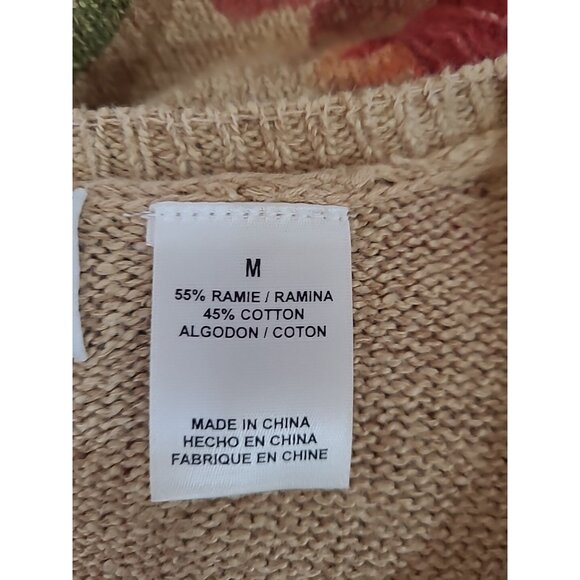 M
55% RAMIE / RAMINA
45% COTTON
ALGODON / COTON
MADE IN CHINA
HECHO EN CHINA
FABRIQUE EN CHINE